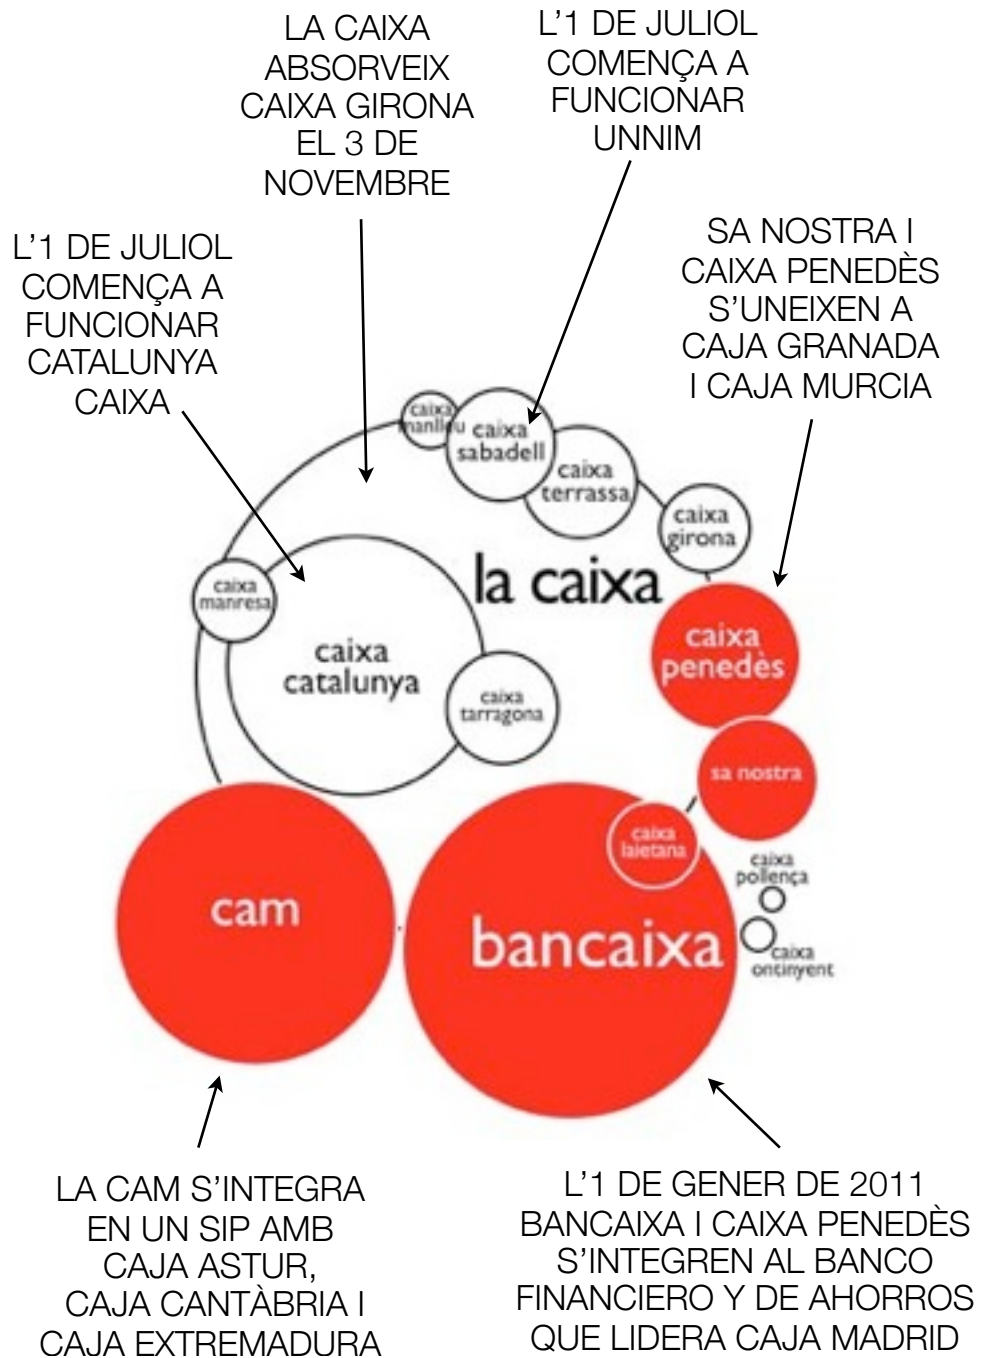 LA CAIXA
ABSORVEIX
CAIXA GIRONA
EL 3 DE
NOVEMBRE
L'1 DE JULIOL
COMENÇA A
FUNCIONAR
UNNIM
L'1 DE JULIOL
COMENÇA A
FUNCIONAR
CATALUNYA
CAIXA
SA NOSTRA I
CAIXA PENEDÈS
S'UNEIXEN A
CAJA GRANADA
I CAJA MURCIA
caixa
manlleu
caixa
sabadell
caixa
terrassa
caixa
girona
la caixa
caixa
manresa
caixa
catalunya
caixa
tarragona
caixa
penedès
sa nostra
caixa
laietana
caixa
pollença
caixa
ontinyent
cam
bancaixa
LA CAM S'INTEGRA
EN UN SIP AMB
CAJA ASTUR,
CAJA CANTÀBRIA I
CAJA EXTREMADURA
L'1 DE GENER DE 2011
BANCAIXA I CAIXA PENEDÈS
S'INTEGREN AL BANCO
FINANCIERO Y DE AHORROS
QUE LIDERA CAJA MADRID